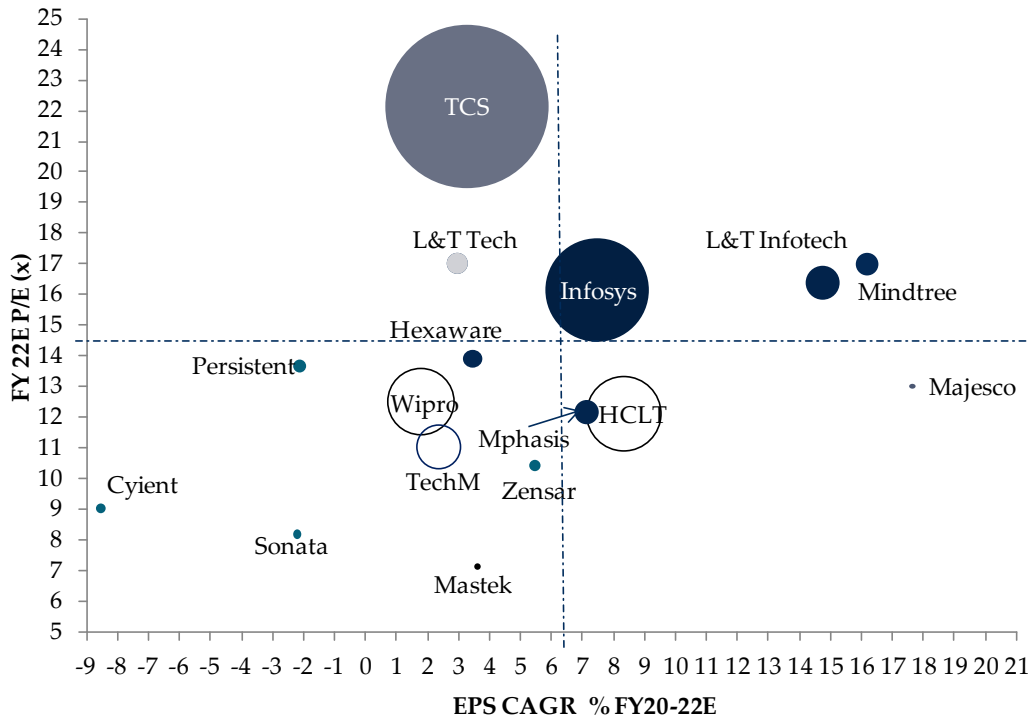 25
24
23
22
21
20
19
18
17
16
15
14
13
12
11
10
9
8
7
6
5
FY 22E P/E (x)
TCS
L&T Tech
L&T Infotech
Infosys
Mindtree
Hexaware
Persistent
Majesco
Wipro
HCLT
Mphasis
TechM
Zensar
Cyient
Sonata
Mastek
-9 -8 -7 -6 -5 -4 -3 -2 -1 0 1 2 3 4 5 6 7 8 9 10 11 12 13 14 15 16 17 18 19 20 21
EPS CAGR % FY20-22E